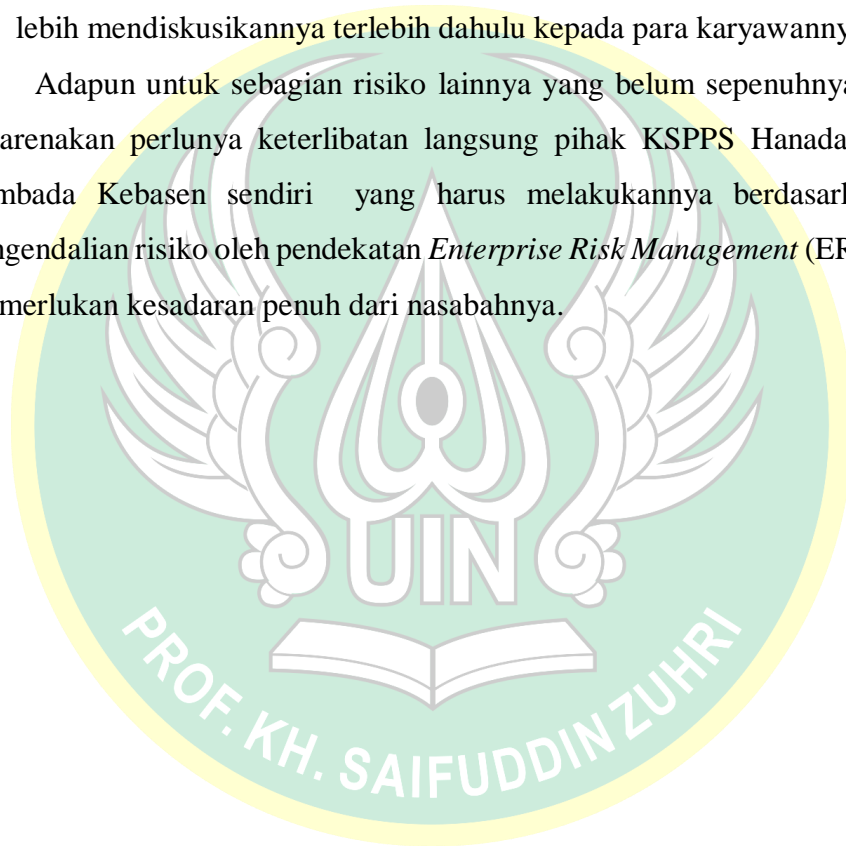 lebih mendiskusikannya terlebih dahulu kepada para karyawanny
Adapun untuk sebagian risiko lainnya yang belum sepenuhnya
arenakan perlunya keterlibatan langsung pihak KSPPS Hanada
mbada Kebasen sendiri yang harus melakukannya berdasark
ngendalian risiko oleh pendekatan Enterprise Risk Management (ER
merlukan kesadaran penuh dari nasabahnya.
UIN
PROF. KH. SAIFUDDIN ZUHRI